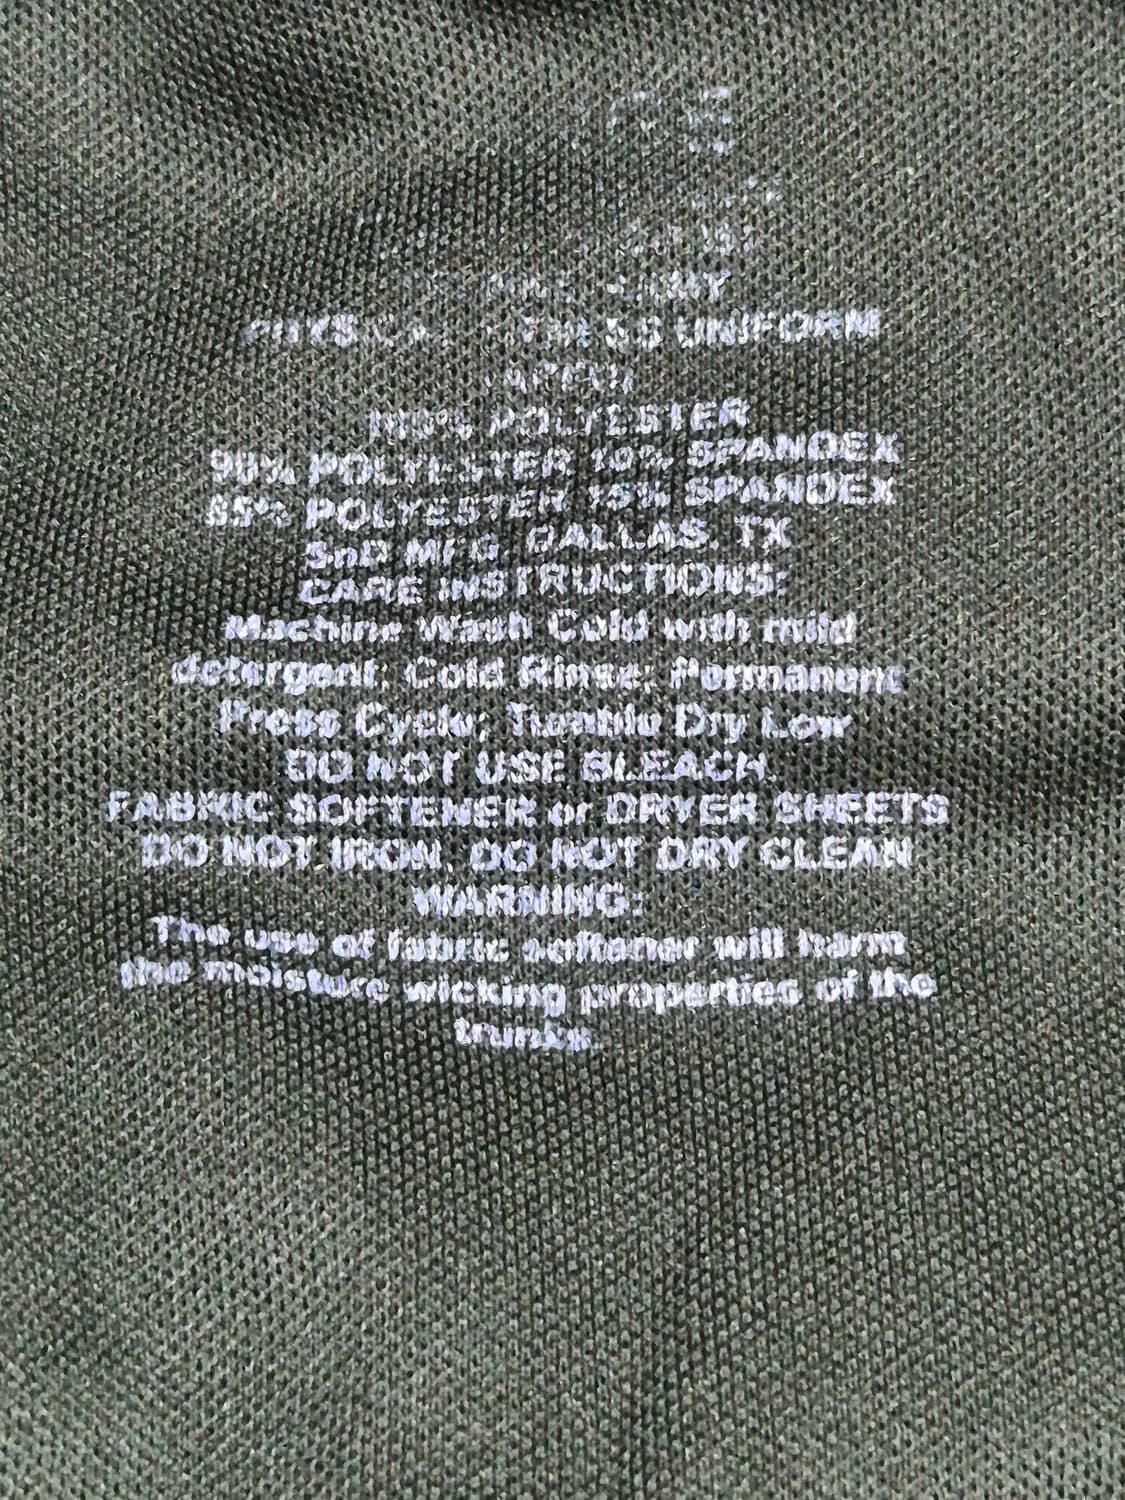 UNIFORM
100% POLYESTER
90% POLYESTER 10% SPANDEX
85% POLYESTER 15% SPANDEX
SnD MFG. DALLAS, TX
CARE INSTRUCTIONS:
Machine Wash Cold with mild
detergent; Cold Rinse; Permanent
Press Cycle; Tumble Dry Low
DO NOT USE BLEACH.
FABRIC SOFTENER or DRYER SHEETS
DO NOT IRON, DO NOT DRY CLEAN
WARNING:
The use of fabric softener will harm
the moisture wicking properties of the
trunks.